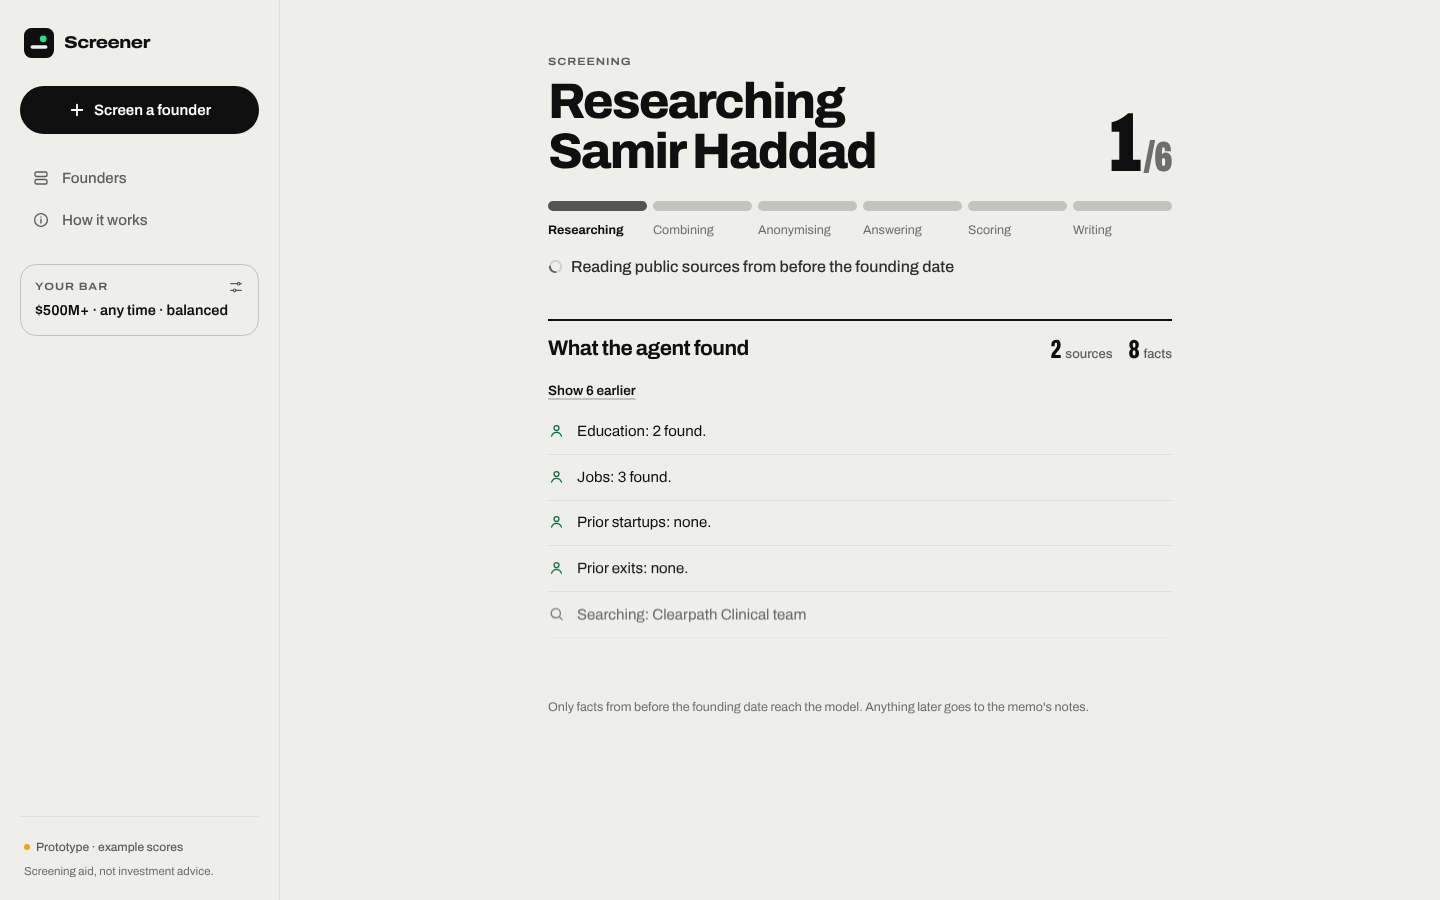 Screener
Screen a founder
Founders
How it works
YOUR BAR
$500M+ · any time · balanced
Prototype · example scores
Screening aid, not investment advice.
SCREENING
Researching
Samir Haddad
1/6
Researching
Combining
Anonymising
Answering
Scoring
Writing
Reading public sources from before the founding date
What the agent found
2 sources 8 facts
Show 6 earlier
Education: 2 found.
Jobs: 3 found.
Prior startups: none.
Prior exits: none.
Searching: Clearpath Clinical team
Only facts from before the founding date reach the model. Anything later goes to the memo's notes.